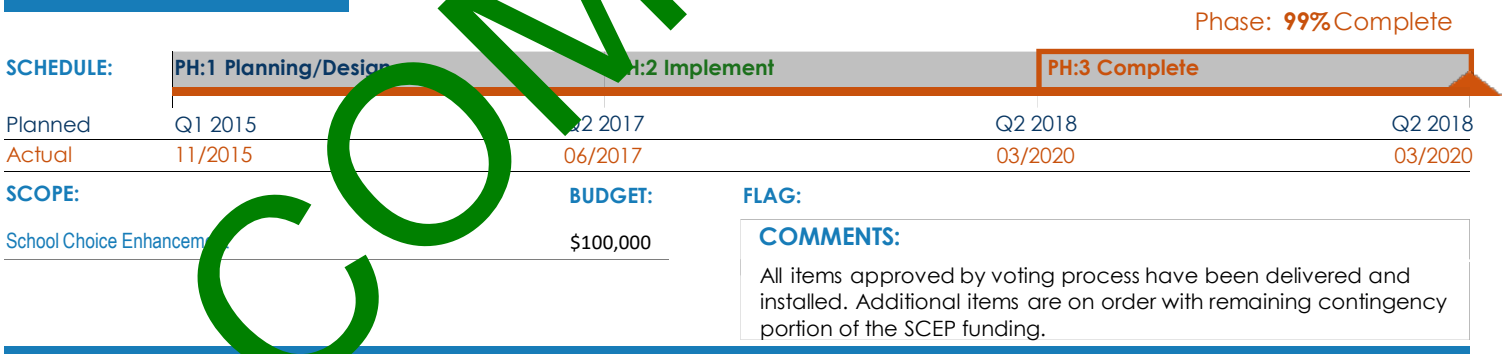 Phase: 99% Complete
SCHEDULE: PH:1 Planning/Design PH:2 Implement PH:3 Complete
Planned Q1 2015 Q2 2017 Q2 2018 Q2 2018
Actual 11/2015 06/2017 03/2020 03/2020
SCOPE: BUDGET: FLAG:
School Choice Enhancement $100,000
COMMENTS:
All items approved by voting process have been delivered and
installed. Additional items are on order with remaining contingency
portion of the SCEP funding.
COM